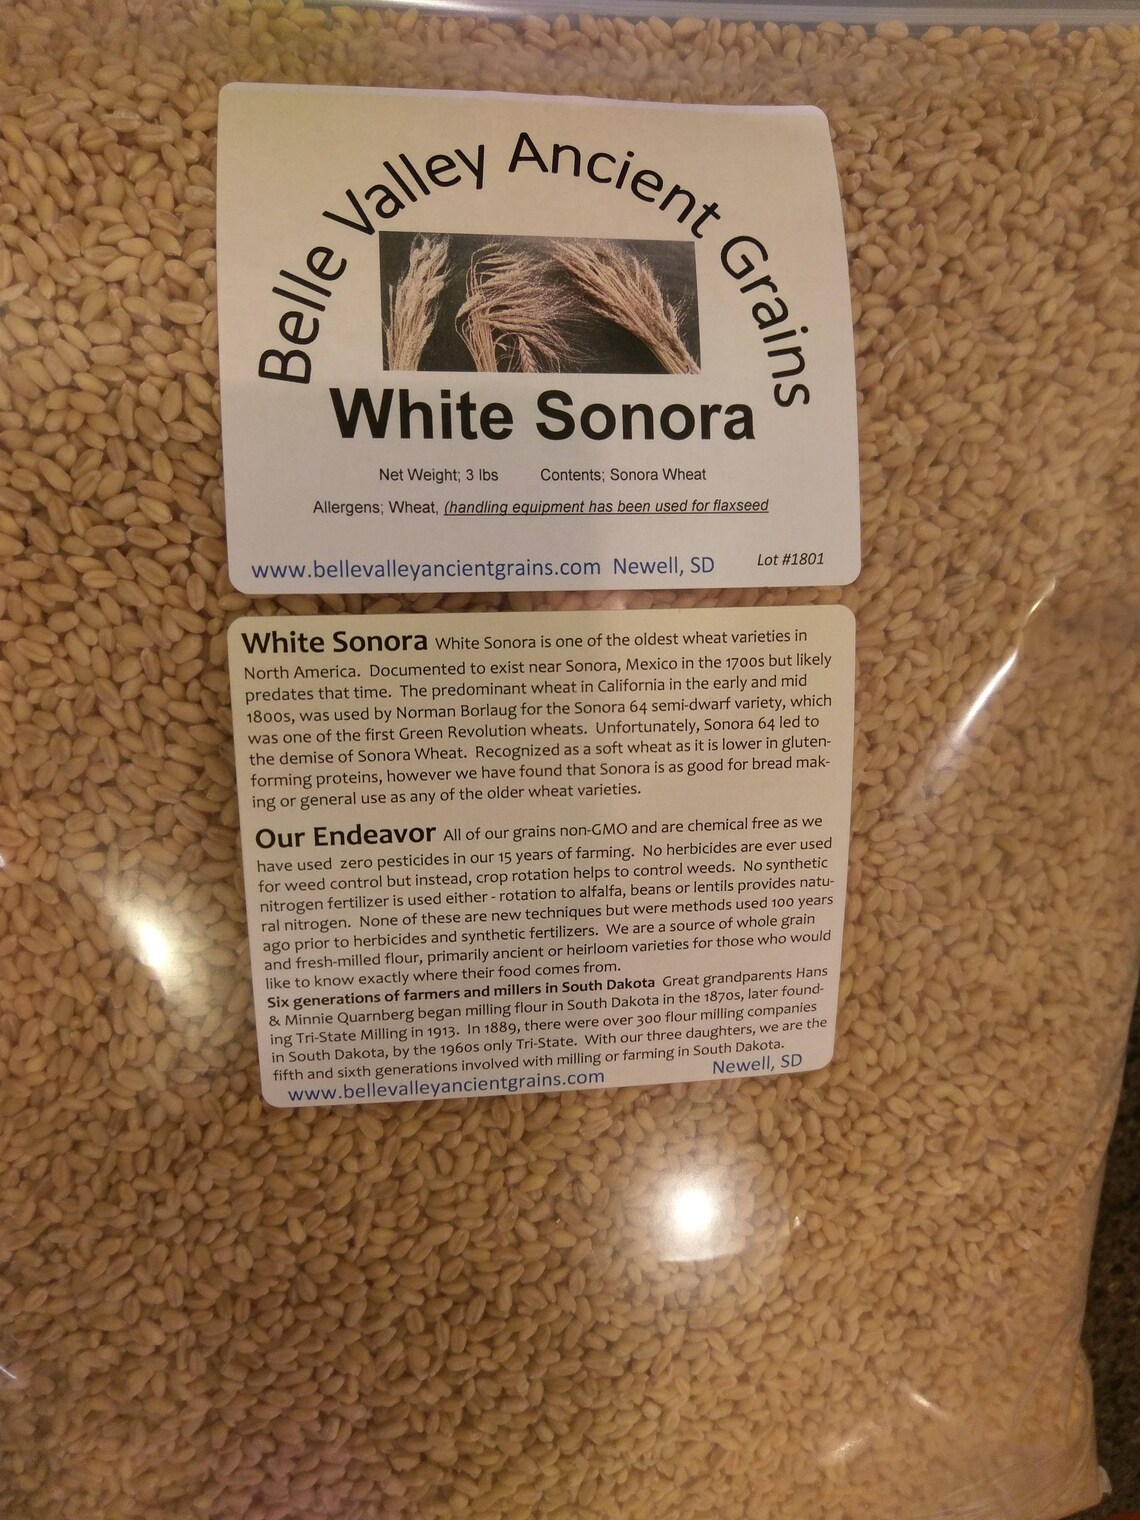 Belle Valley Ancient Grains
White Sonora
Net Weight; 3 lbs Contents; Sonora Wheat
Allergens; Wheat, (handling equipment has been used for flaxseed
www.bellevalleyancientgrains.com Newell, SD Lot #1801
White Sonora White Sonora is one of the oldest wheat varieties in
North America. Documented to exist near Sonora, Mexico in the 1700s but likely
predates that time. The predominant wheat in California in the early and mid
1800s, was used by Norman Borlaug for the Sonora 64 semi-dwarf variety, which
was one of the first Green Revolution wheats. Unfortunately, Sonora 64 led to
the demise of Sonora Wheat. Recognized as a soft wheat as it is lower in gluten-
forming proteins, however we have found that Sonora is as good for bread mak-
ing or general use as any of the older wheat varieties.
Our Endeavor All of our grains non-GMO and are chemical free as we
have used zero pesticides in our 15 years of farming. No herbicides are ever used
for weed control but instead, crop rotation helps to control weeds. No synthetic
nitrogen fertilizer is used either - rotation to alfalfa, beans or lentils provides natu-
ral nitrogen. None of these are new techniques but were methods used 100 years
ago prior to herbicides and synthetic fertilizers. We are a source of whole grain
and fresh-milled flour, primarily ancient or heirloom varieties for those who would
like to know exactly where their food comes from.
Six generations of farmers and millers in South Dakota Great grandparents Hans
& Minnie Quarnberg began milling flour in South Dakota in the 1870s, later found-
ing Tri-State Milling in 1913. In 1889, there were over 300 flour milling companies
in South Dakota, by the 1960s only Tri-State. With our three daughters, we are the
fifth and sixth generations involved with milling or farming in South Dakota.
www.bellevalleyancientgrains.com Newell, SD